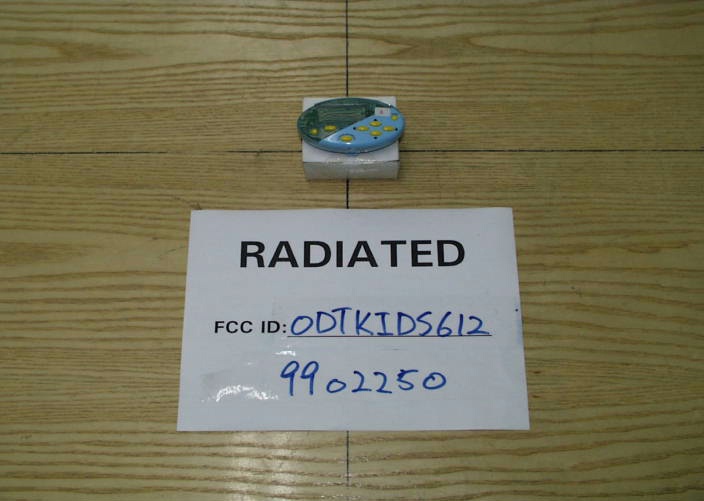 RADIATED
FCC ID: ODTKIDS612
9902250